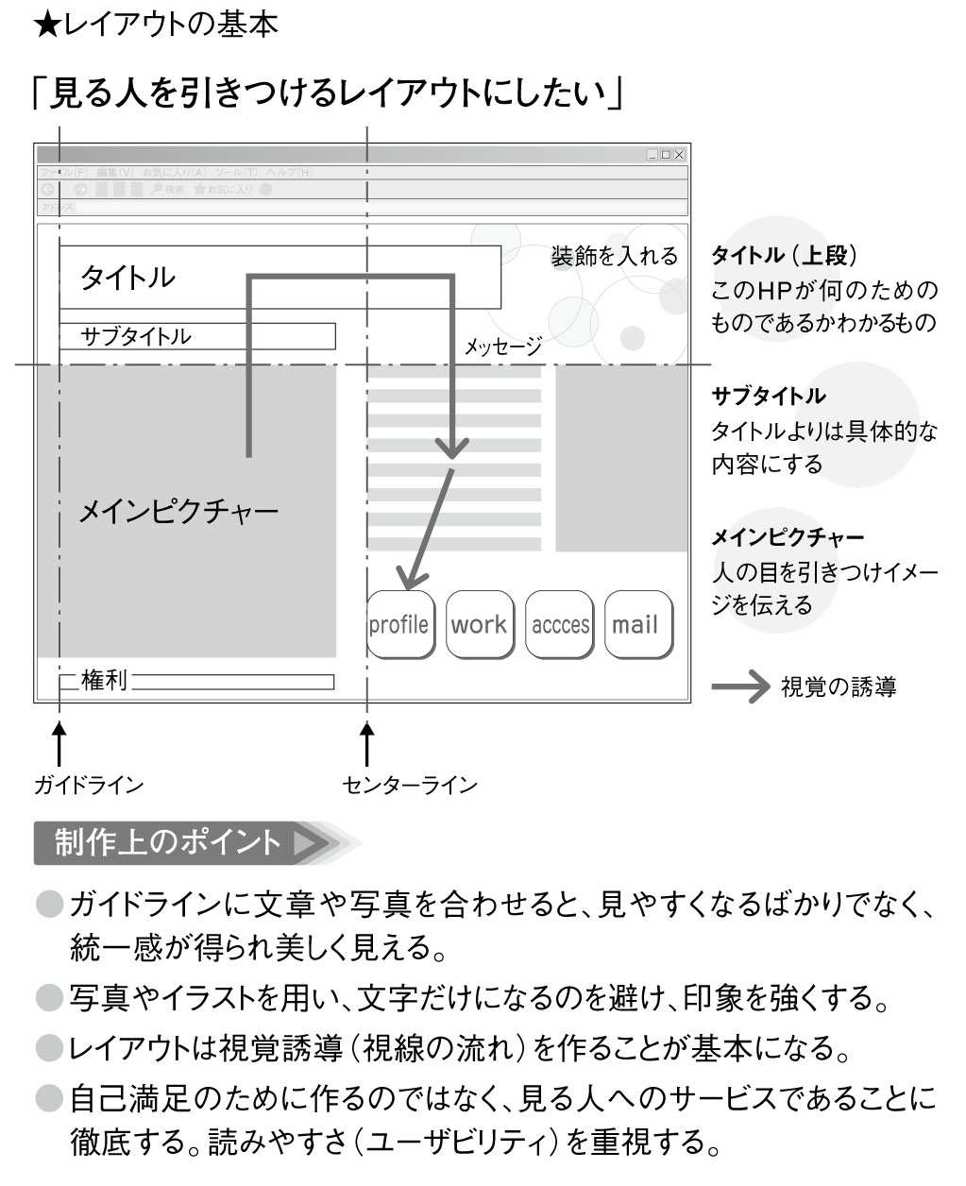 ★レイアウトの基本
「見る人を引きつけるレイアウトにしたい」
ファイル(F) 編集(V) お気に入り(A) ツール(T) ヘルプ(H)
検索 お気に入り
アドレス
タイトル
装飾を入れる
サブタイトル
メッセージ
メインピクチャー
profile work accces mail
権利
タイトル(上段)
このHPが何のための
ものであるかわかるもの
サブタイトル
タイトルよりは具体的な
内容にする
メインピクチャー
人の目を引きつけイメー
ジを伝える
視覚の誘導
ガイドライン
センターライン
制作上のポイント
●ガイドラインに文章や写真を合わせると、見やすくなるばかりでなく、
統一感が得られ美しく見える。
●写真やイラストを用い、文字だけになるのを避け、印象を強くする。
●レイアウトは視覚誘導(視線の流れ)を作ることが基本になる。
●自己満足のために作るのではなく、見る人へのサービスであることに
徹底する。読みやすさ(ユーザビリティ)を重視する。